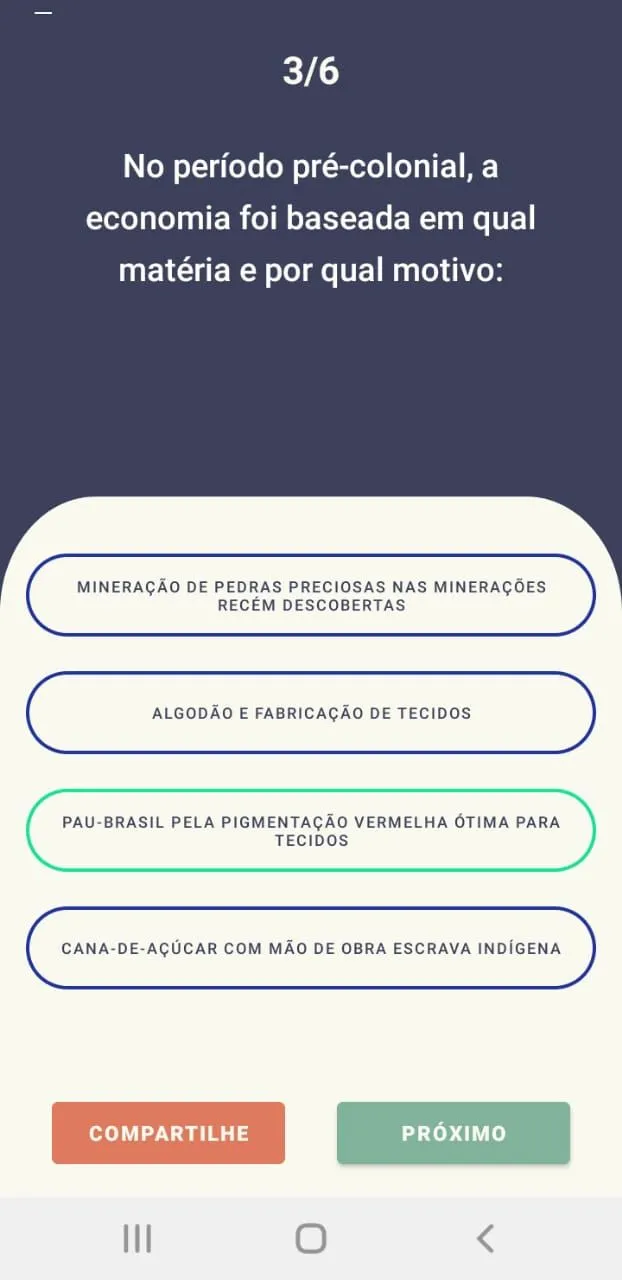 3/6
No período pré-colonial, a
economia foi baseada em qual
matéria e por qual motivo:
MINERAÇÃO DE PEDRAS PRECIOSAS NAS MINERAÇÕES
RECÉM DESCOBERTAS
ALGODÃO E FABRICAÇÃO DE TECIDOS
PAU-BRASIL PELA PIGMENTAÇÃO VERMELHA ÓTIMA PARA
TECIDOS
CANA-DE-AÇÚCAR COM MÃO DE OBRA ESCRAVA INDÍGENA
COMPARTILHE
PRÓXIMO